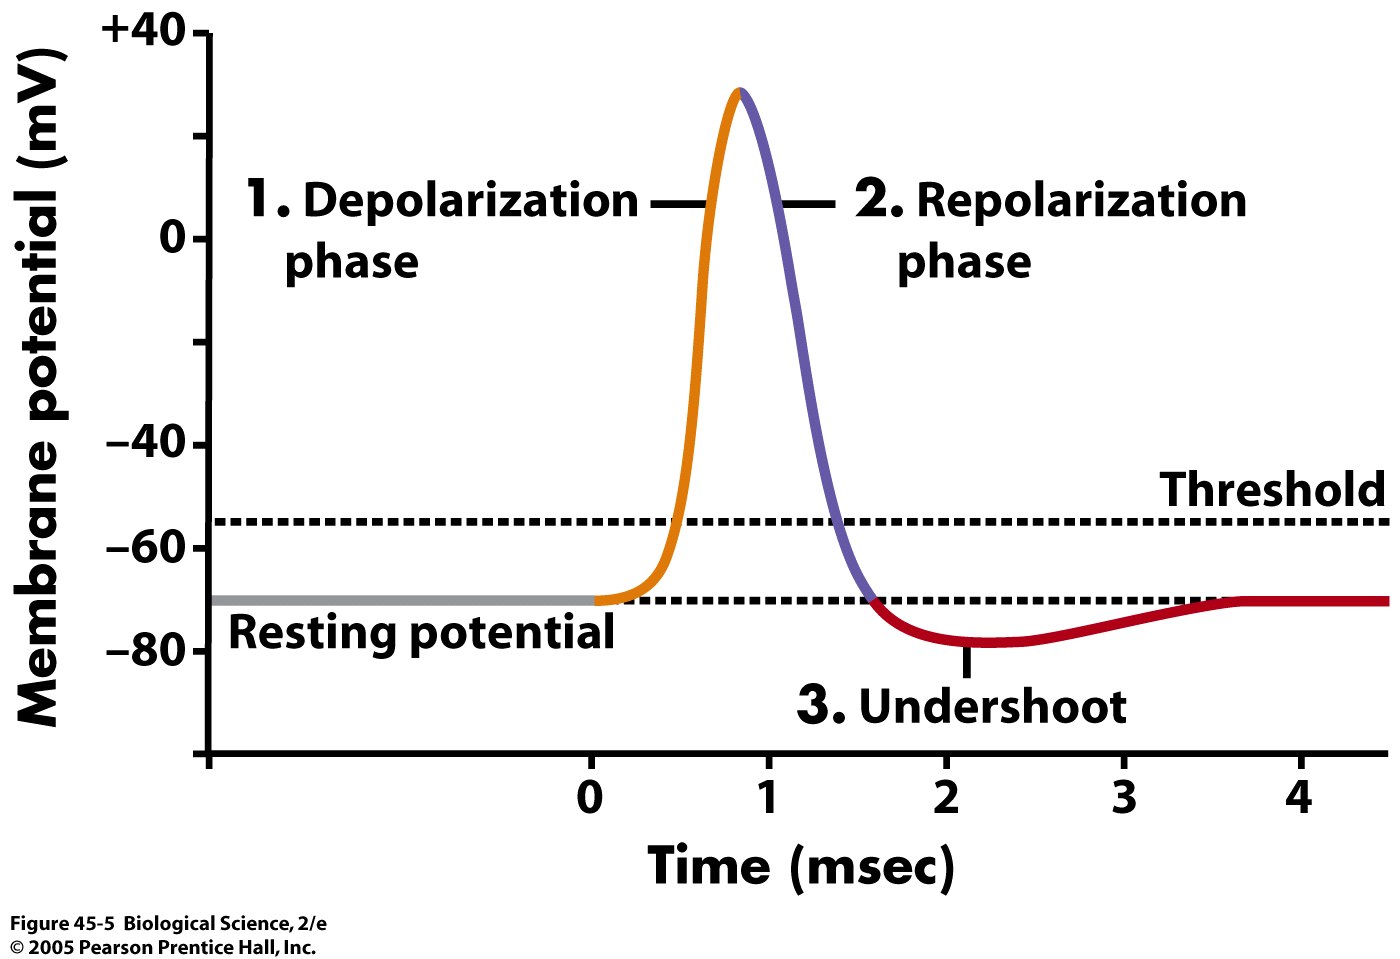 +40
0
–40
–60
–80
Membrane potential (mV)
1. Depolarization
phase
2. Repolarization
phase
Threshold
Resting potential
3. Undershoot
0 1 2 3 4
Time (msec)
Figure 45-5 Biological Science, 2/e
© 2005 Pearson Prentice Hall, Inc.